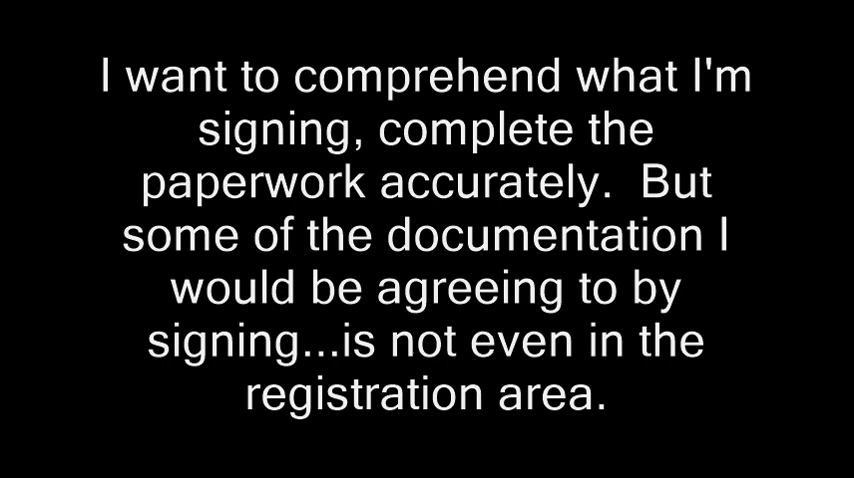 I want to comprehend what I'm
signing, complete the
paperwork accurately.  But
some of the documentation I
would be agreeing to by
signing...is not even in the
registration area.